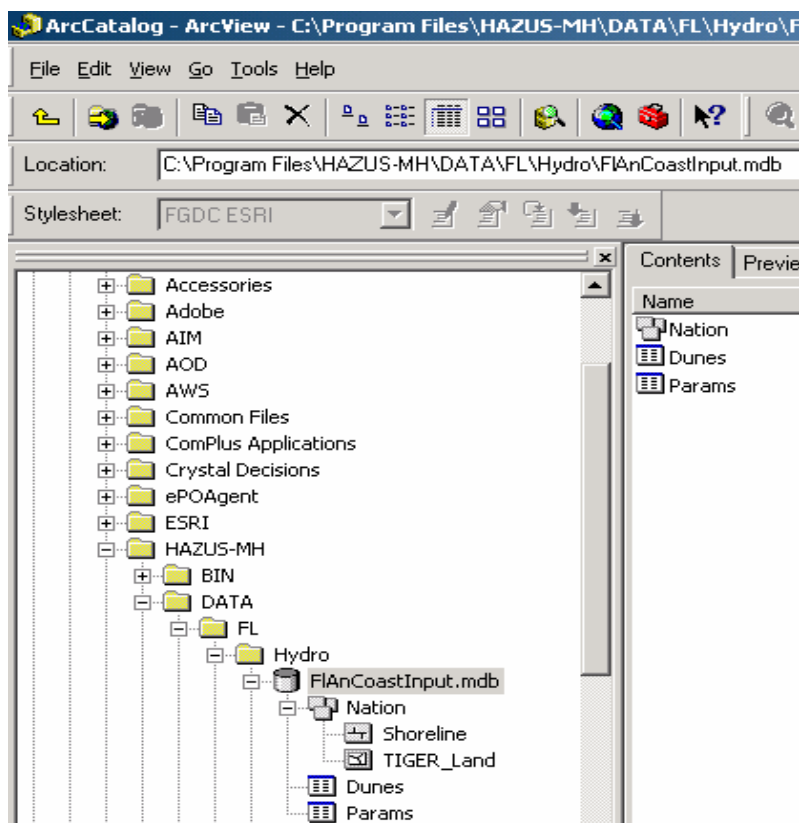 ArcCatalog - ArcView - C:\Program Files\HAZUS-MH\DATA\FL\Hydro\F
File Edit View Go Tools Help
Location: C:\Program Files\HAZUS-MH\DATA\FL\Hydro\FlAnCoastInput.mdb
Stylesheet: FGDC ESRI
Contents Previe
Name
Nation
Dunes
Params
Accessories
Adobe
AIM
AOD
AWS
Common Files
ComPlus Applications
Crystal Decisions
ePOAgent
ESRI
HAZUS-MH
BIN
DATA
FL
Hydro
FlAnCoastInput.mdb
Nation
Shoreline
TIGER_Land
Dunes
Params